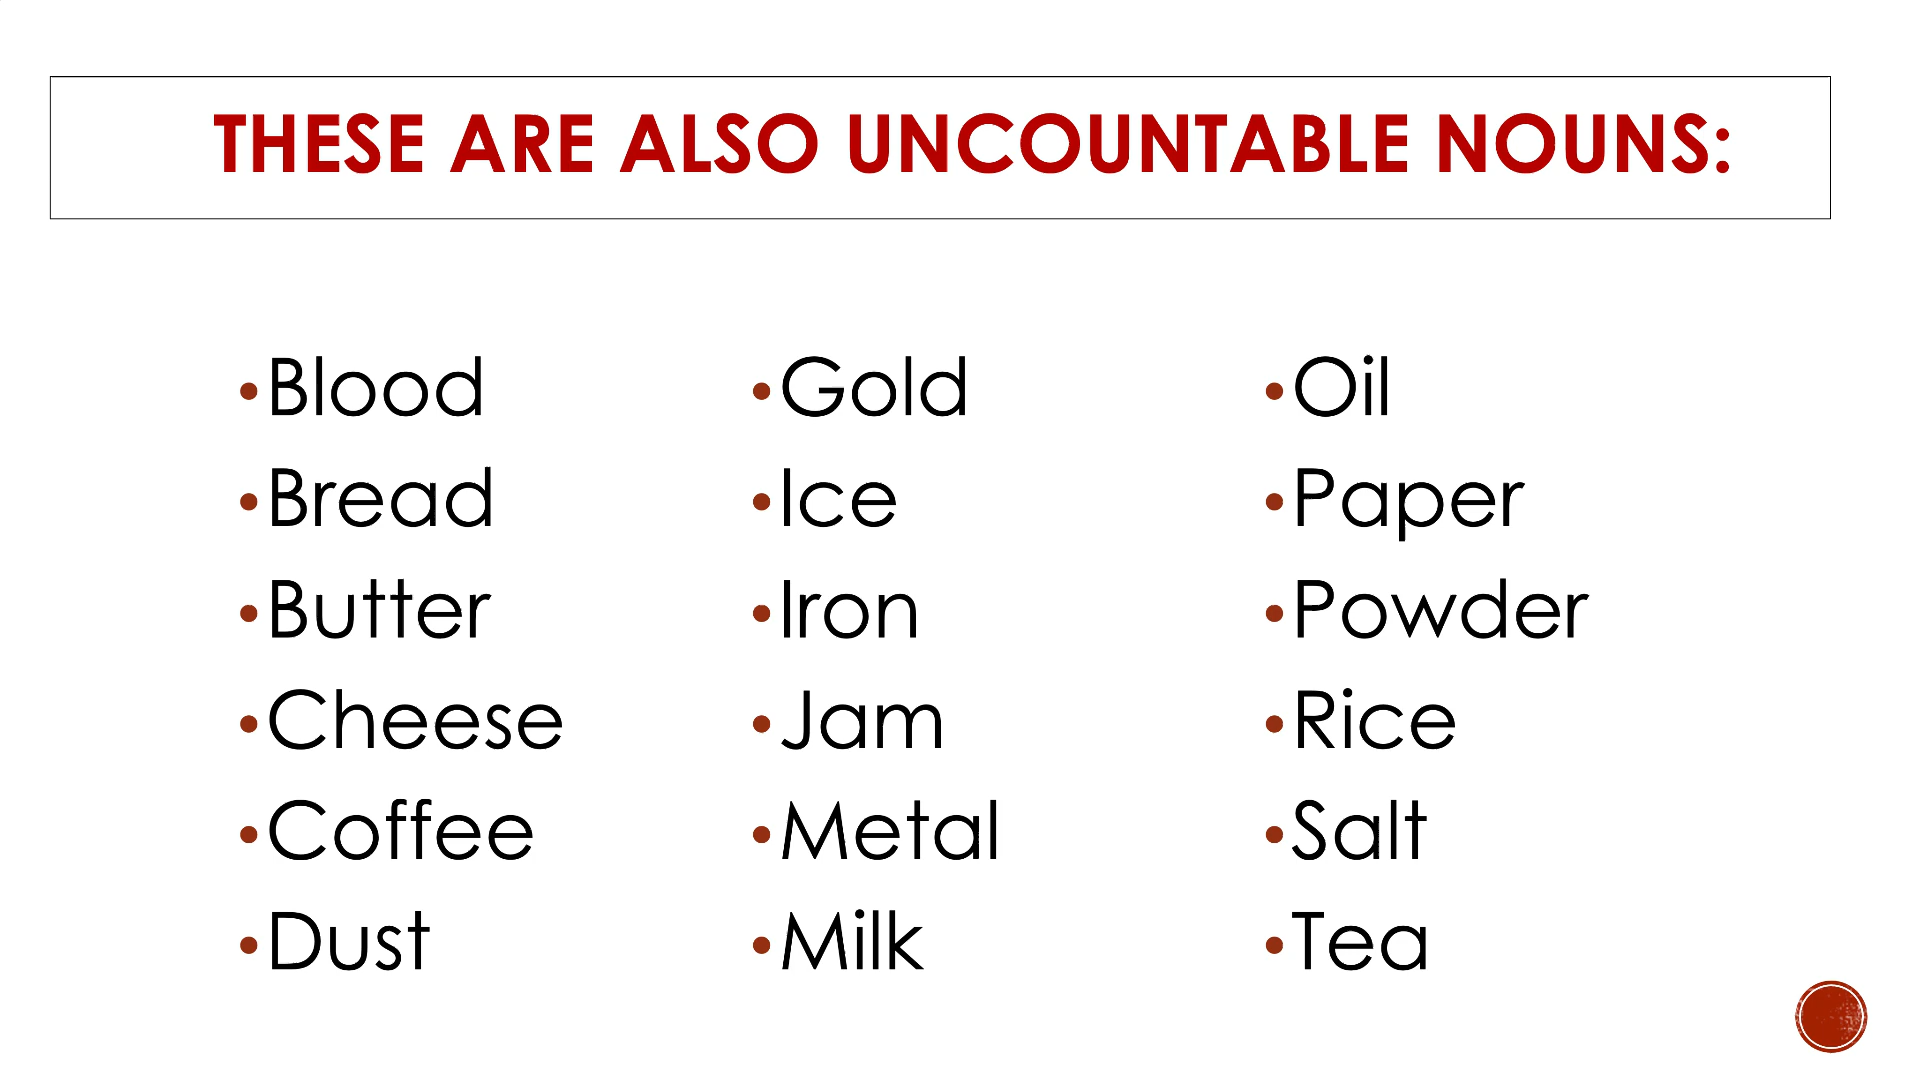 THESE ARE ALSO UNCOUNTABLE NOUNS:
•Blood
•Bread
•Butter
•Cheese
•Coffee
•Dust
•Gold
•Ice
•Iron
•Jam
•Metal
•Milk
•Oil
•Paper
•Powder
•Rice
•Salt
•Tea